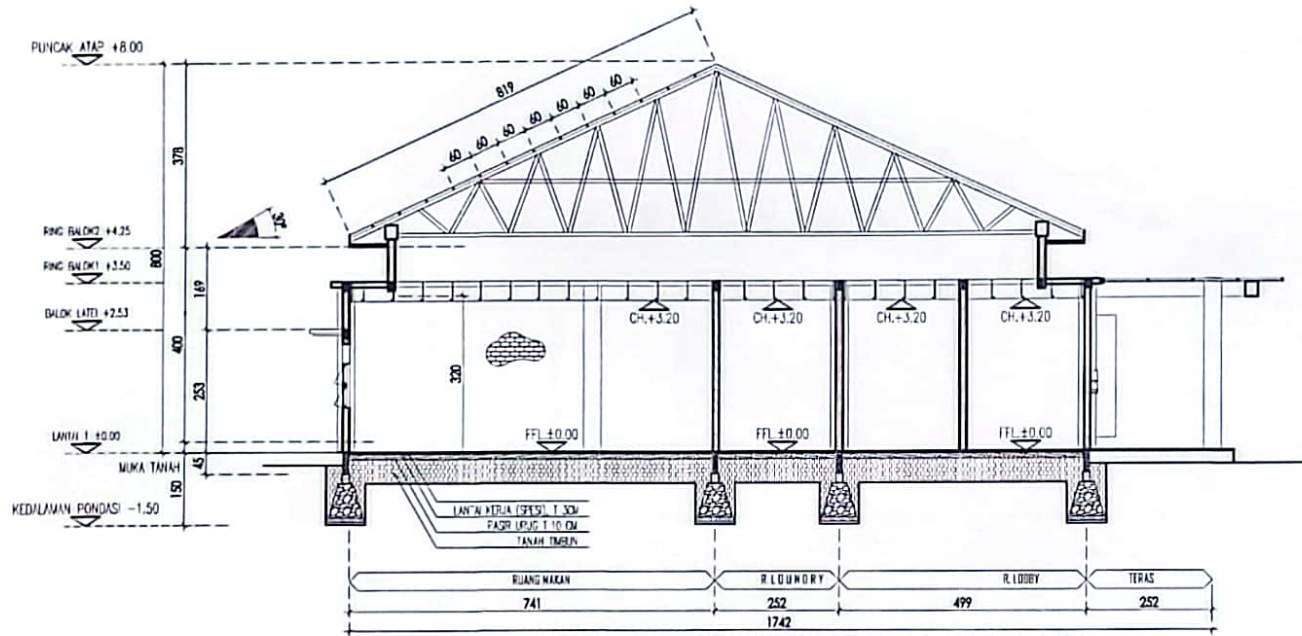 PUNCAK ATAP +8.00
819
60 60 60 60 60 60 60
378
RING BALOK2 +4.25
30°
RING BALOK1 +3.50
800
169
BALOK LATEI +2.53
CH.+3.20 CH.+3.20 CH.+3.20 CH.+3.20
400
320
253
LANTAI 1 ±0.00
FFL ±0.00 FFL ±0.00 FFL ±0.00
MUKA TANAH
45
150
KEDALAMAN PONDASI -1.50
LANTAI KERJA (SPESI), T 3CM
PASIR URUG T 10 CM
TANAH TIMBUN
RUANG MAKAN R.LOUNDRY R.LOBBY TERAS
741 252 499 252
1742